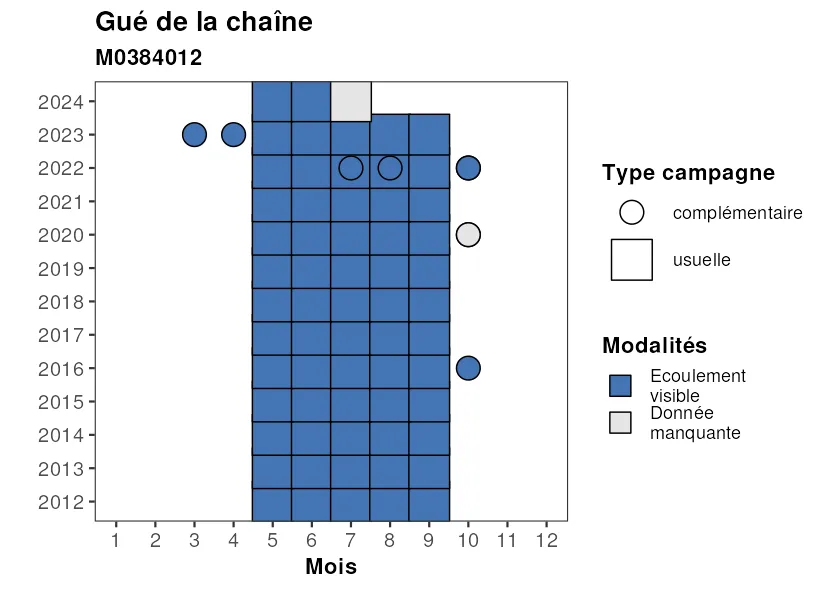 Gué de la chaîne
M0384012
2024
2023
2022
2021
2020
2019
2018
2017
2016
2015
2014
2013
2012
1 2 3 4 5 6 7 8 9 10 11 12
Mois
Type campagne
complémentaire
usuelle
Modalités
Ecoulement
visible
Donnée
manquante